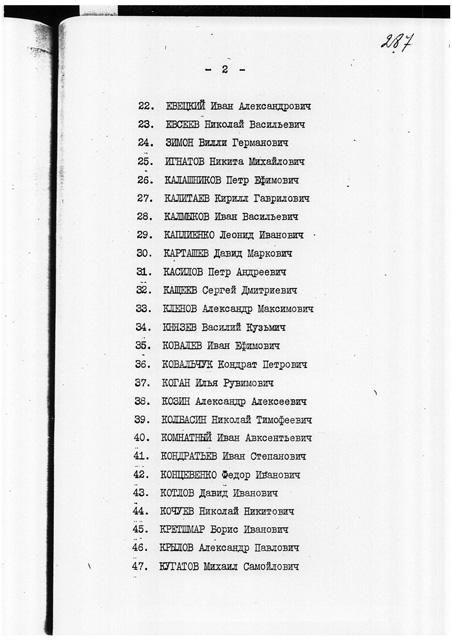 287
- 2 -
22. ЕВЕЦКИЙ Иван Александрович
23. ЕВСЕЕВ Николай Васильевич
24. ЗИМОН Вилли Германович
25. ИГНАТОВ Никита Михайлович
26. КАЛАШНИКОВ Петр Ефимович
27. КАЛИТАЕВ Кирилл Гаврилович
28. КАЛМЫКОВ Иван Васильевич
29. КАПЛИЕНКО Леонид Иванович
30. КАРТАШЕВ Давид Маркович
31. КАСИЛОВ Петр Андреевич
32. КАЩЕЕВ Сергей Дмитриевич
33. КЛЕНОВ Александр Максимович
34. КНЯЗЕВ Василий Кузьмич
35. КОВАЛЕВ Иван Ефимович
36. КОВАЛЬЧУК Кондрат Петрович
37. КОГАН Илья Рувимович
38. КОЗИН Александр Алексеевич
39. КОЛБАСИН Николай Тимофеевич
40. КОМНАТНЫЙ Иван Авксентьевич
41. КОНДРАТЬЕВ Иван Степанович
42. КОНЦЕВЕНКО Федор Иванович
43. КОТЛОВ Давид Иванович
44. КОЧУЕВ Николай Никитович
45. КРЕТШМАР Борис Иванович
46. КРЫЛОВ Александр Павлович
47. КУГАТОВ Михаил Самойлович